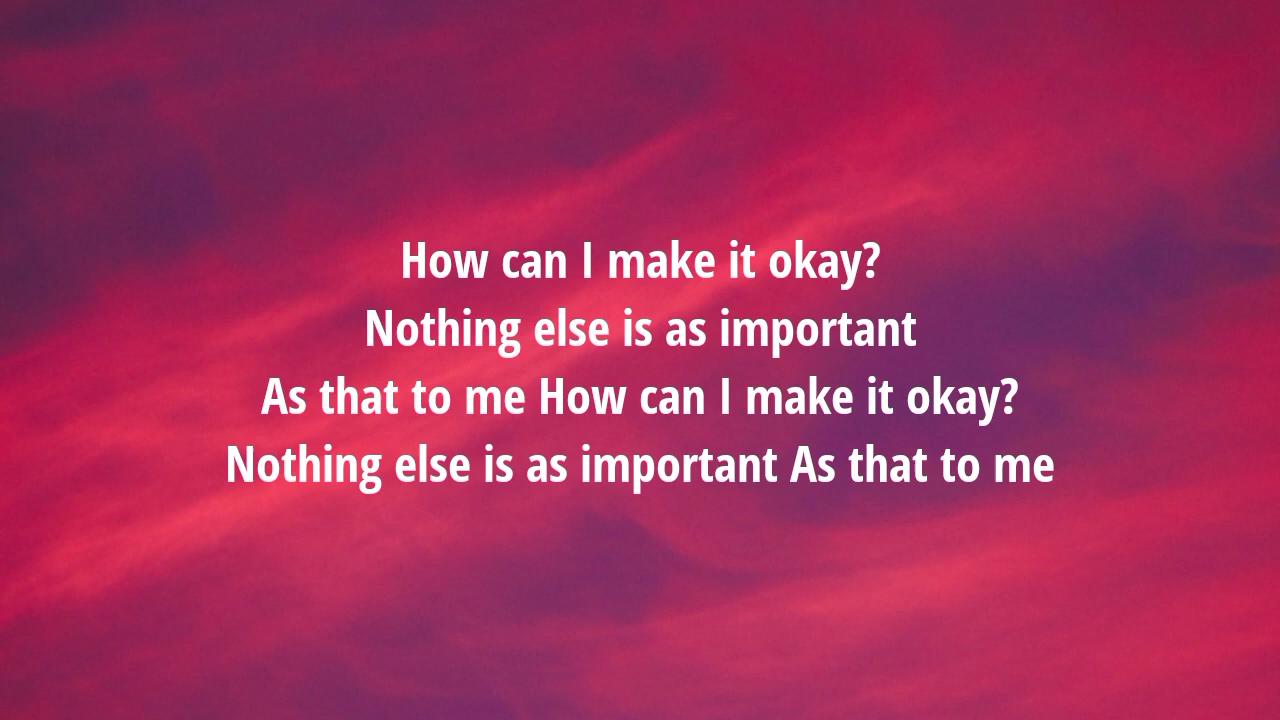 How can I make it okay?
Nothing else is as important
As that to me How can I make it okay?
Nothing else is as important As that to me